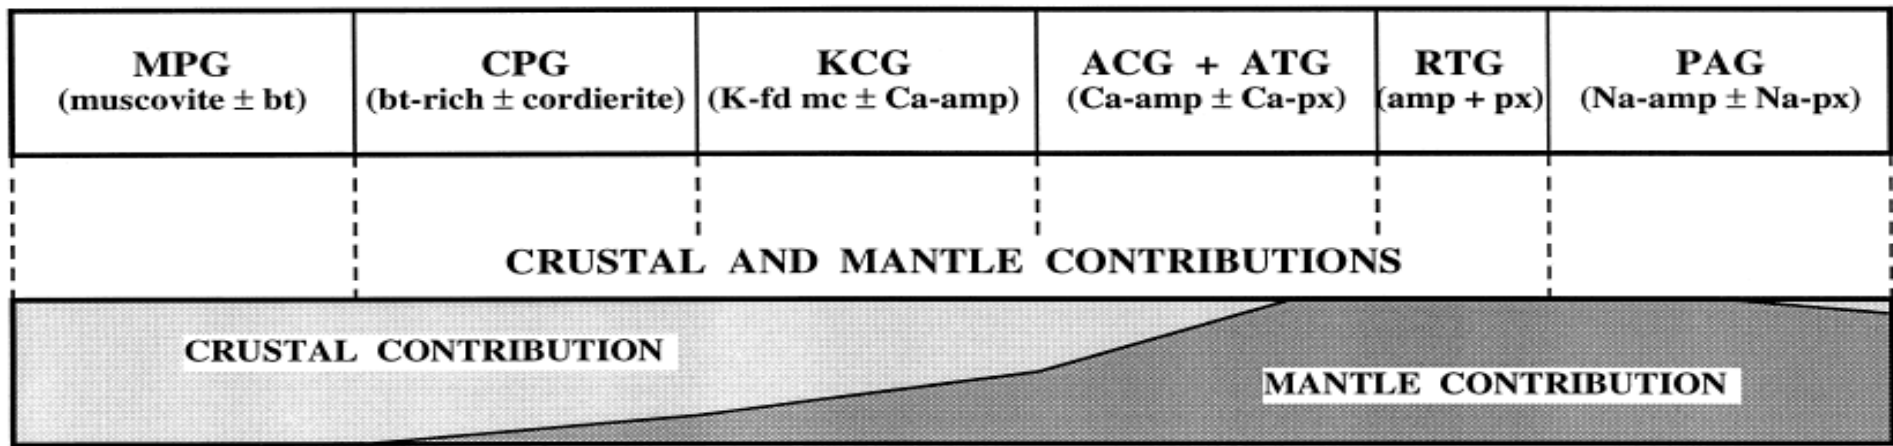 MPG
(muscovite ± bt)
CPG
(bt-rich ± cordierite)
KCG
(K-fd mc ± Ca-amp)
ACG + ATG
(Ca-amp ± Ca-px)
RTG
(amp + px)
PAG
(Na-amp ± Na-px)
CRUSTAL AND MANTLE CONTRIBUTIONS
CRUSTAL CONTRIBUTION
MANTLE CONTRIBUTION